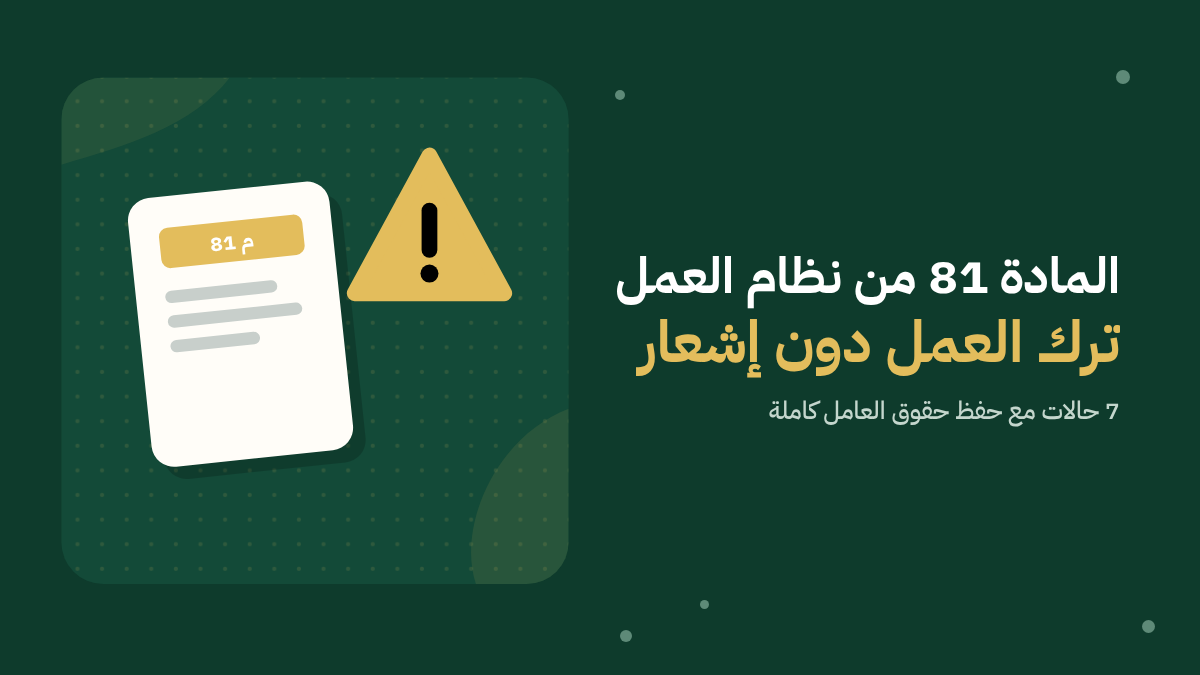 المادة 81 من نظام العمل
ترك العمل دون إشعار
7 حالات مع حفظ حقوق العامل كاملة
م 81